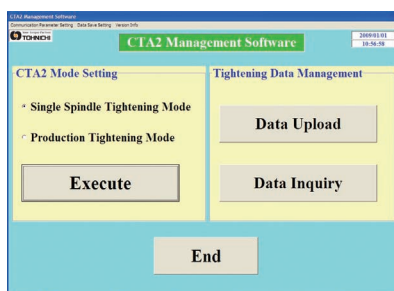 CTA2 Management Software
Communication Parameter Setting Data Save Setting Version Info
TOHNICHI
CTA2 Management Software
2009/01/01
10:56:58
CTA2 Mode Setting
Single Spindle Tightening Mode
Production Tightening Mode
Execute
Tightening Data Management
Data Upload
Data Inquiry
End